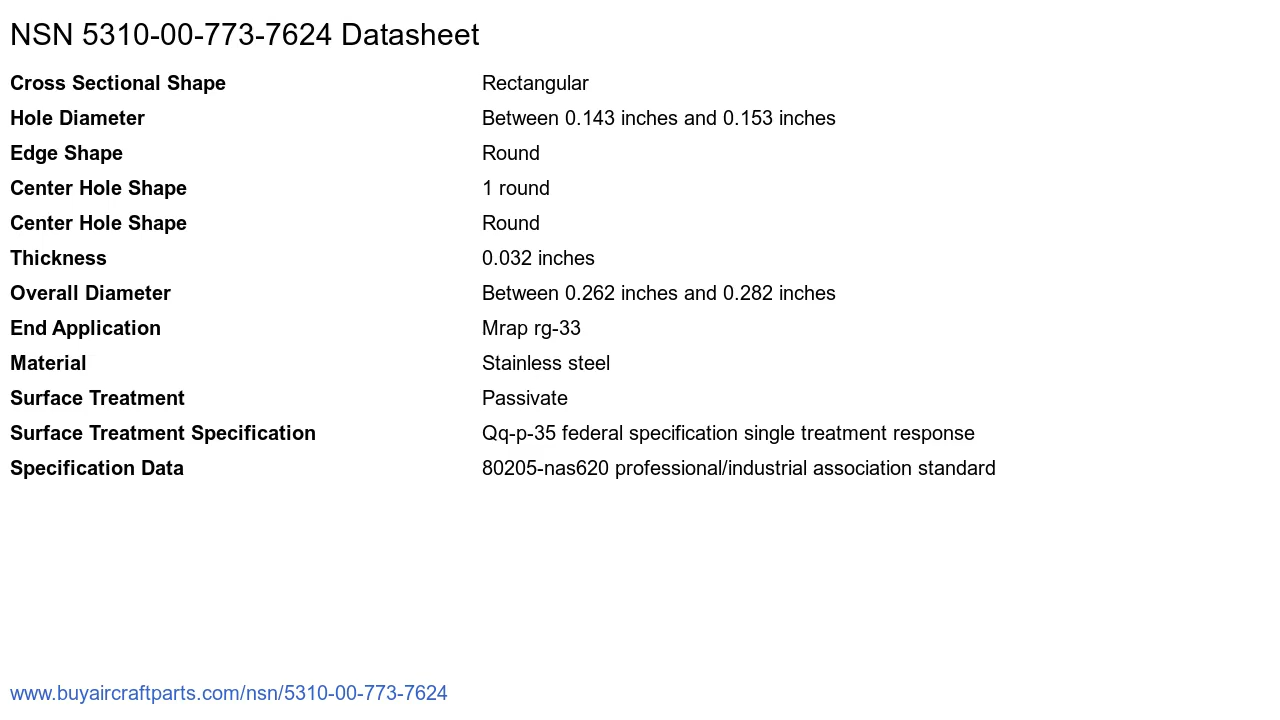 NSN 5310-00-773-7624 Datasheet
Cross Sectional Shape Rectangular
Hole Diameter Between 0.143 inches and 0.153 inches
Edge Shape Round
Center Hole Shape 1 round
Center Hole Shape Round
Thickness 0.032 inches
Overall Diameter Between 0.262 inches and 0.282 inches
End Application Mrap rg-33
Material Stainless steel
Surface Treatment Passivate
Surface Treatment Specification Qq-p-35 federal specification single treatment response
Specification Data 80205-nas620 professional/industrial association standard
www.buyaircraftparts.com/nsn/5310-00-773-7624